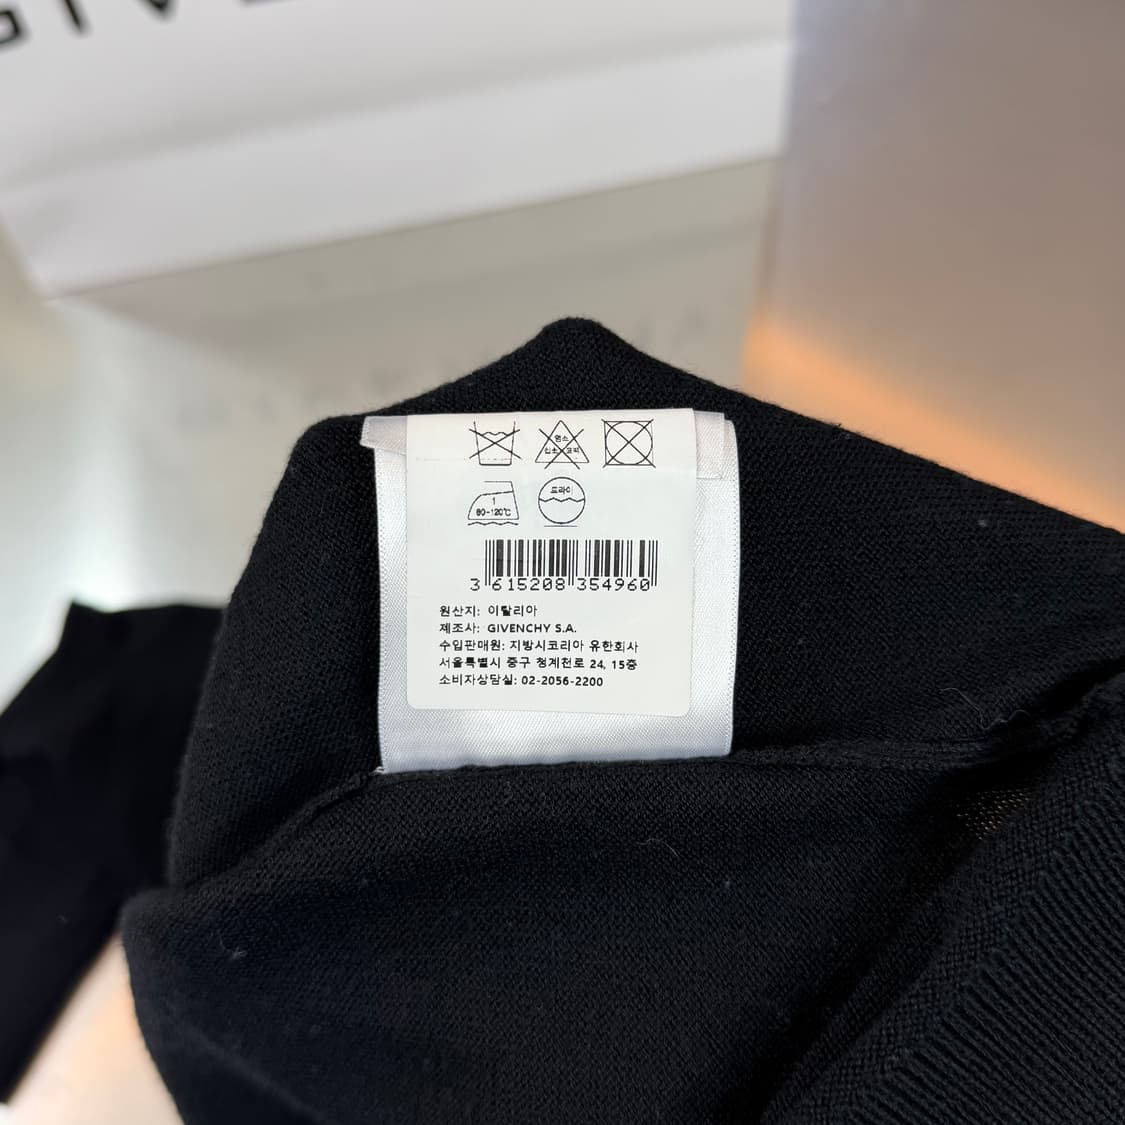 염소
산소표백
1
80-120℃
드라이
3 615208 354960
원산지: 이탈리아
제조사: GIVENCHY S.A.
수입판매원: 지방시코리아 유한회사
서울특별시 중구 청계천로 24, 15층
소비자상담실: 02-2056-2200